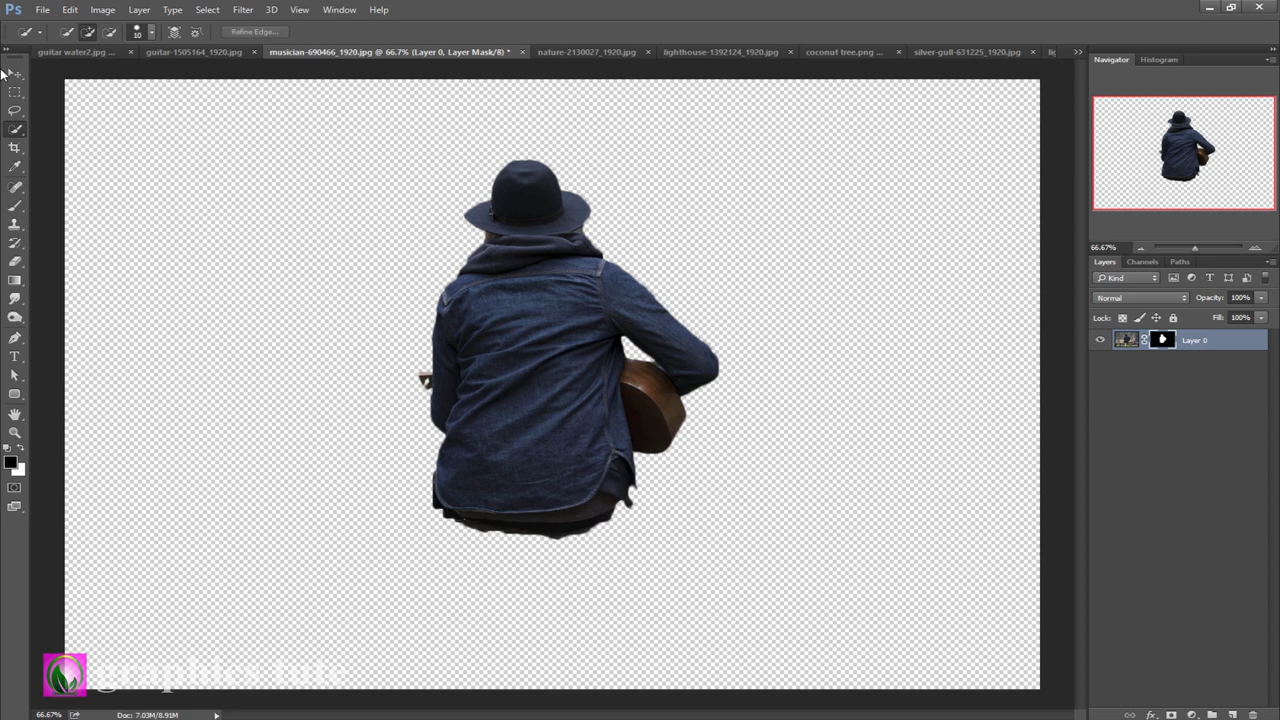 Ps File Edit Image Layer Type Select Filter 3D View Window Help
10 Refine Edge...
guitar water2.jpg ... × guitar-1505164_1920.jpg × musician-690466_1920.jpg @ 66.7% (Layer 0, Layer Mask/8) * × nature-2130027_1920.jpg × lighthouse-1392124_1920.jpg × coconut tree.png ... × silver-gull-631225_1920.jpg ×
Navigator Histogram
66.67%
Layers Channels Paths
Kind
Normal Opacity: 100%
Lock: Fill: 100%
Layer 0
66.67% Doc: 7.03M/8.91M